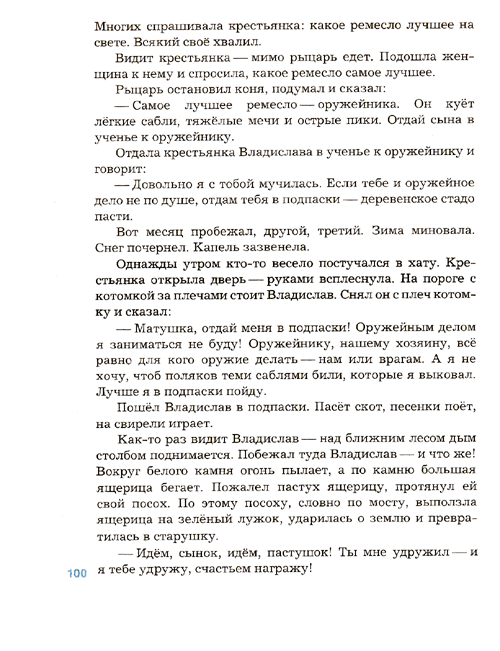 Многих спрашивала крестьянка: какое ремесло лучшее на
свете. Всякий своё хвалил.
Видит крестьянка — мимо рыцарь едет. Подошла жен-
щина к нему и спросила, какое ремесло самое лучшее.
Рыцарь остановил коня, подумал и сказал:
— Самое лучшее ремесло — оружейника. Он куёт
лёгкие сабли, тяжёлые мечи и острые пики. Отдай сына в
ученье к оружейнику.
Отдала крестьянка Владислава в ученье к оружейнику и
говорит:
— Довольно я с тобой мучилась. Если тебе и оружейное
дело не по душе, отдам тебя в подпаски — деревенское стадо
пасти.
Вот месяц пробежал, другой, третий. Зима миновала.
Снег почернел. Капель зазвенела.
Однажды утром кто-то весело постучался в хату. Кре-
стьянка открыла дверь — руками всплеснула. На пороге с
котомкой за плечами стоит Владислав. Снял он с плеч котом-
ку и сказал:
— Матушка, отдай меня в подпаски! Оружейным делом
я заниматься не буду! Оружейнику, нашему хозяину, всё
равно для кого оружие делать — нам или врагам. А я не
хочу, чтоб поляков теми саблями били, которые я выковал.
Лучше я в подпаски пойду.
Пошёл Владислав в подпаски. Пасёт скот, песенки поёт,
на свирели играет.
Как-то раз видит Владислав — над ближним лесом дым
столбом поднимается. Побежал туда Владислав — и что же!
Вокруг белого камня огонь пылает, а по камню большая
ящерица бегает. Пожалел пастух ящерицу, протянул ей
свой посох. По этому посоху, словно по мосту, выползла
ящерица на зелёный лужок, ударилась о землю и превра-
тилась в старушку.
— Идём, сынок, идём, пастушок! Ты мне удружил — и
я тебе удружу, счастьем награжу!
100